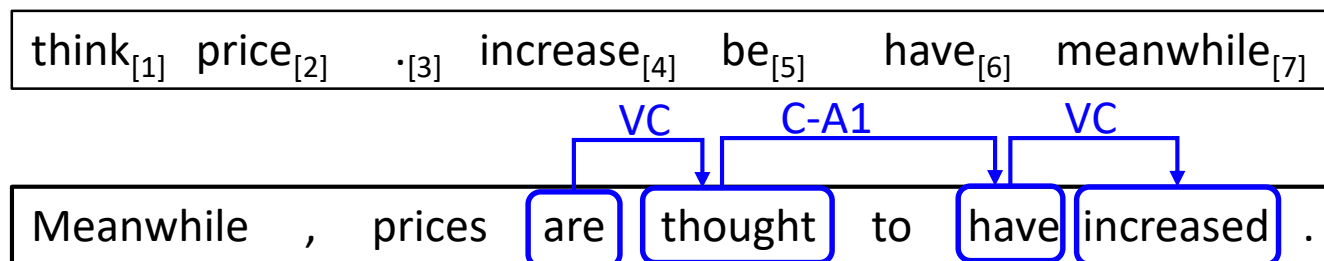 think[1] price[2] .[3] increase[4] be[5] have[6] meanwhile[7]
VC C-A1 VC
Meanwhile , prices are thought to have increased .